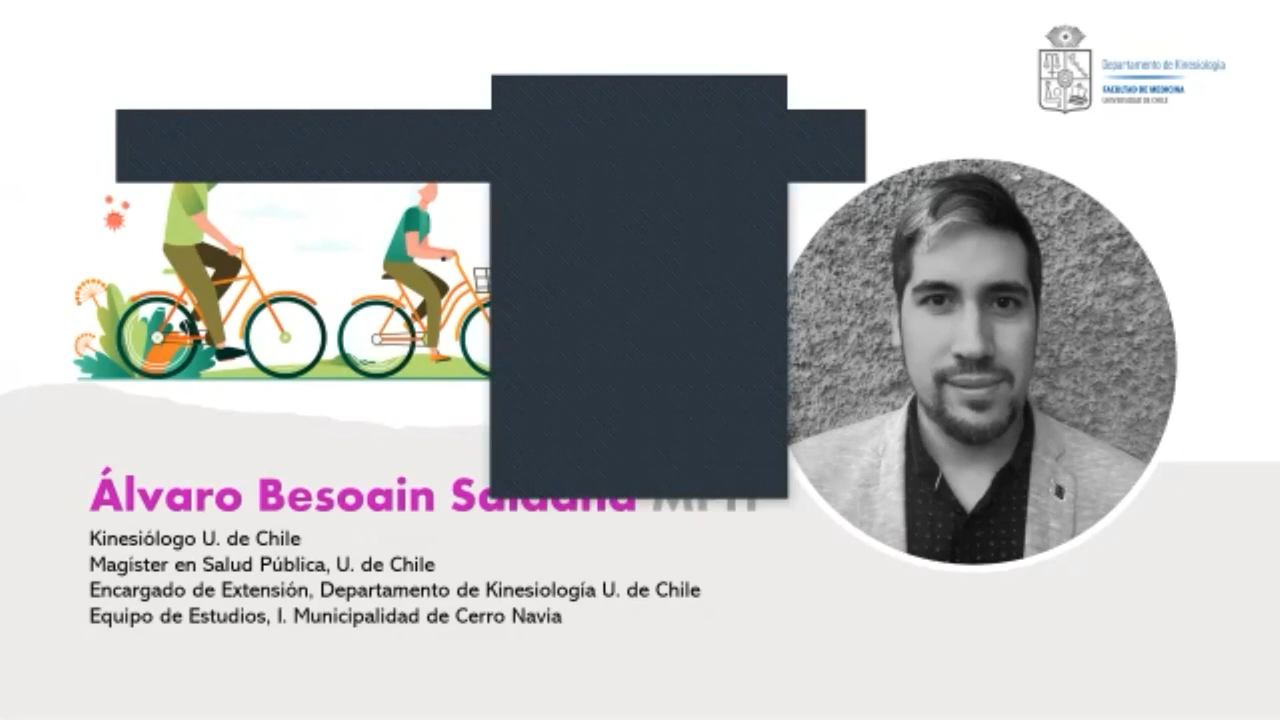 Departamento de Kinesiología
FACULTAD DE MEDICINA
UNIVERSIDAD DE CHILE
Álvaro Besoain
Kinesiólogo U. de Chile
Magíster en Salud Pública, U. de Chile
Encargado de Extensión, Departamento de Kinesiología U. de Chile
Equipo de Estudios, I. Municipalidad de Cerro Navia